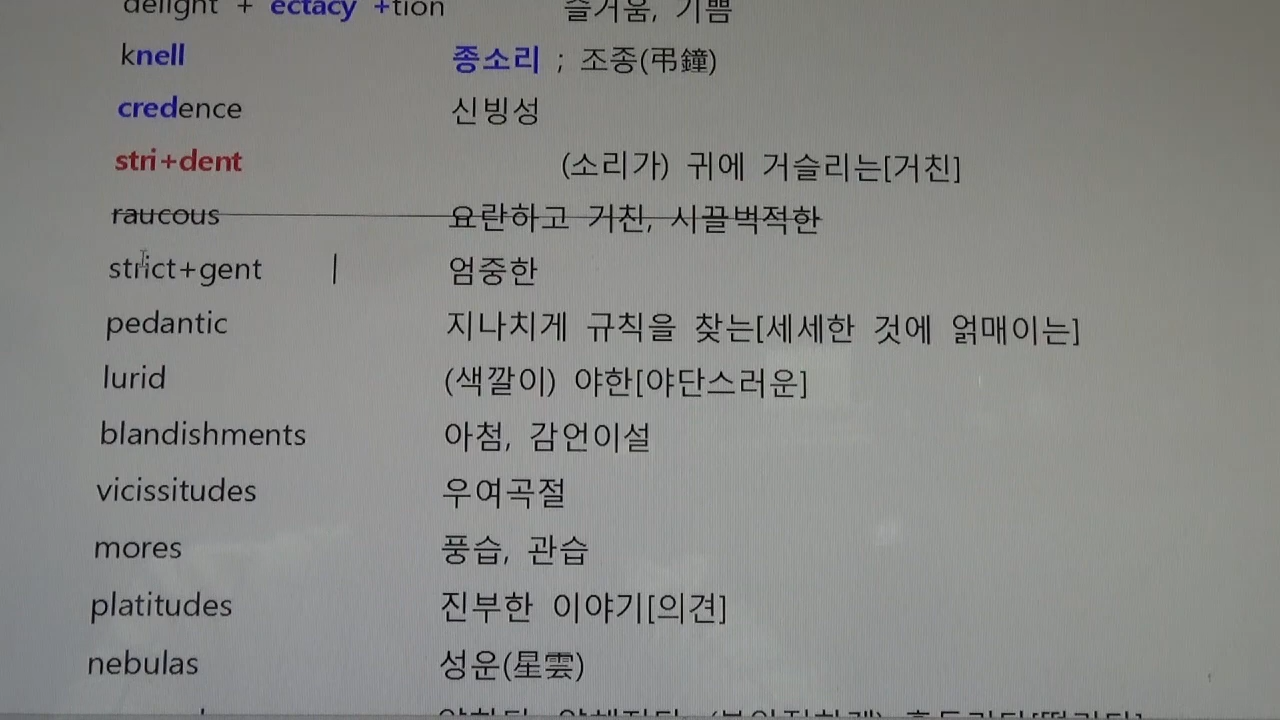 delight + ectacy +tion 즐거움, 기쁨
knell 종소리 ; 조종(弔鐘)
credence 신빙성
stri+dent (소리가) 귀에 거슬리는[거친]
raucous 요란하고 거친, 시끌벅적한
strict+gent 엄중한
pedantic 지나치게 규칙을 찾는[세세한 것에 얽매이는]
lurid (색깔이) 야한[야단스러운]
blandishments 아첨, 감언이설
vicissitudes 우여곡절
mores 풍습, 관습
platitudes 진부한 이야기[의견]
nebulas 성운(星雲)